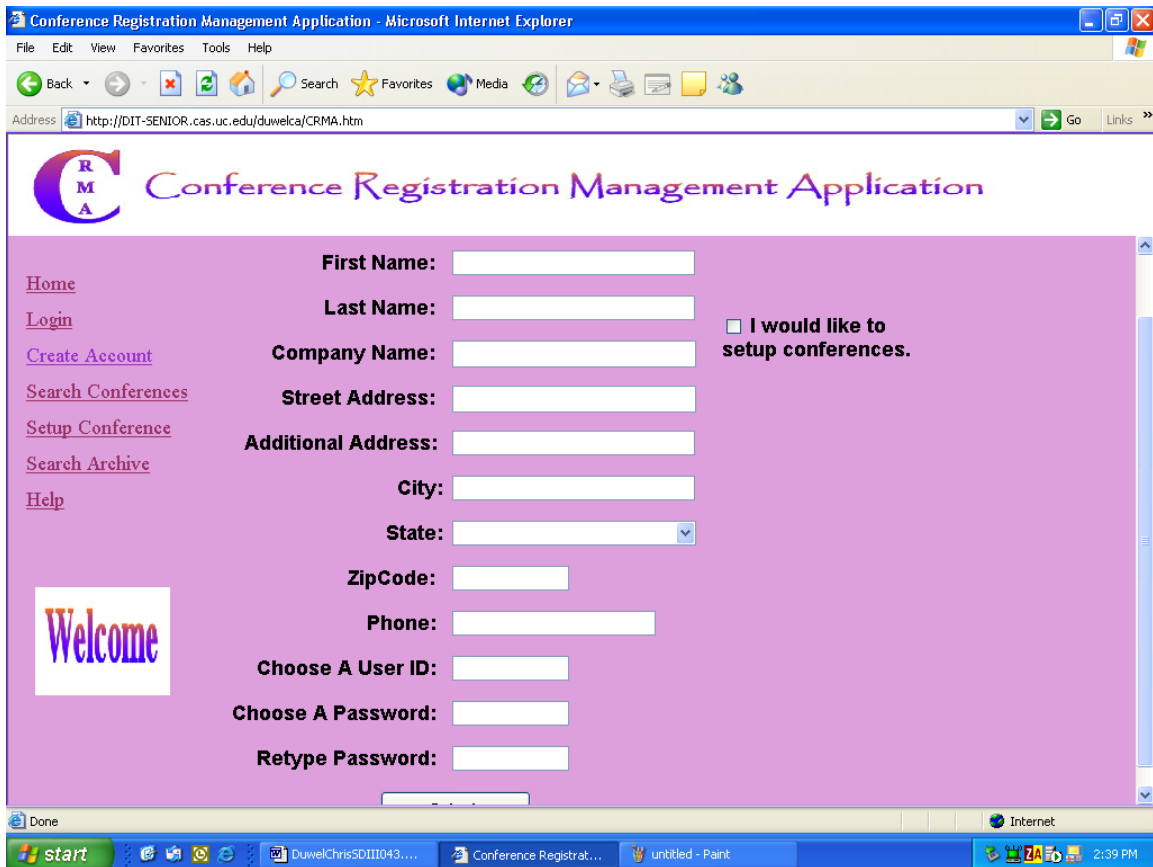 Conference Registration Management Application - Microsoft Internet Explorer
File Edit View Favorites Tools Help
Back Search Favorites Media
Address http://DIT-SENIOR.cas.uc.edu/duwelca/CRMA.htm Go Links »
C R M A Conference Registration Management Application
Home
Login
Create Account
Search Conferences
Setup Conference
Search Archive
Help
Welcome
First Name:
Last Name:
Company Name:
Street Address:
Additional Address:
City:
State:
ZipCode:
Phone:
Choose A User ID:
Choose A Password:
Retype Password:
I would like to
setup conferences.
Done Internet
start DuwelChrisSDIII043.... Conference Registrat... untitled - Paint ZA 2:39 PM